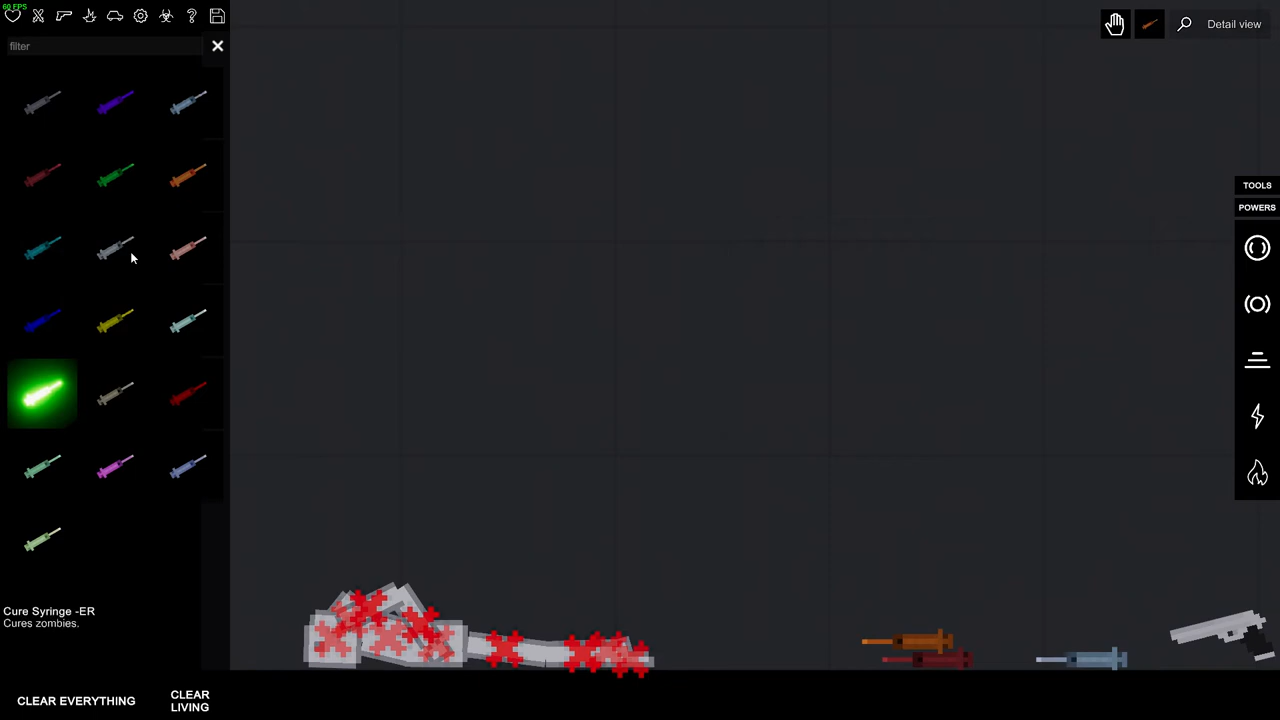 60 FPS
filter
Detail view
TOOLS
POWERS
Cure Syringe -ER
Cures zombies.
CLEAR EVERYTHING
CLEAR
LIVING